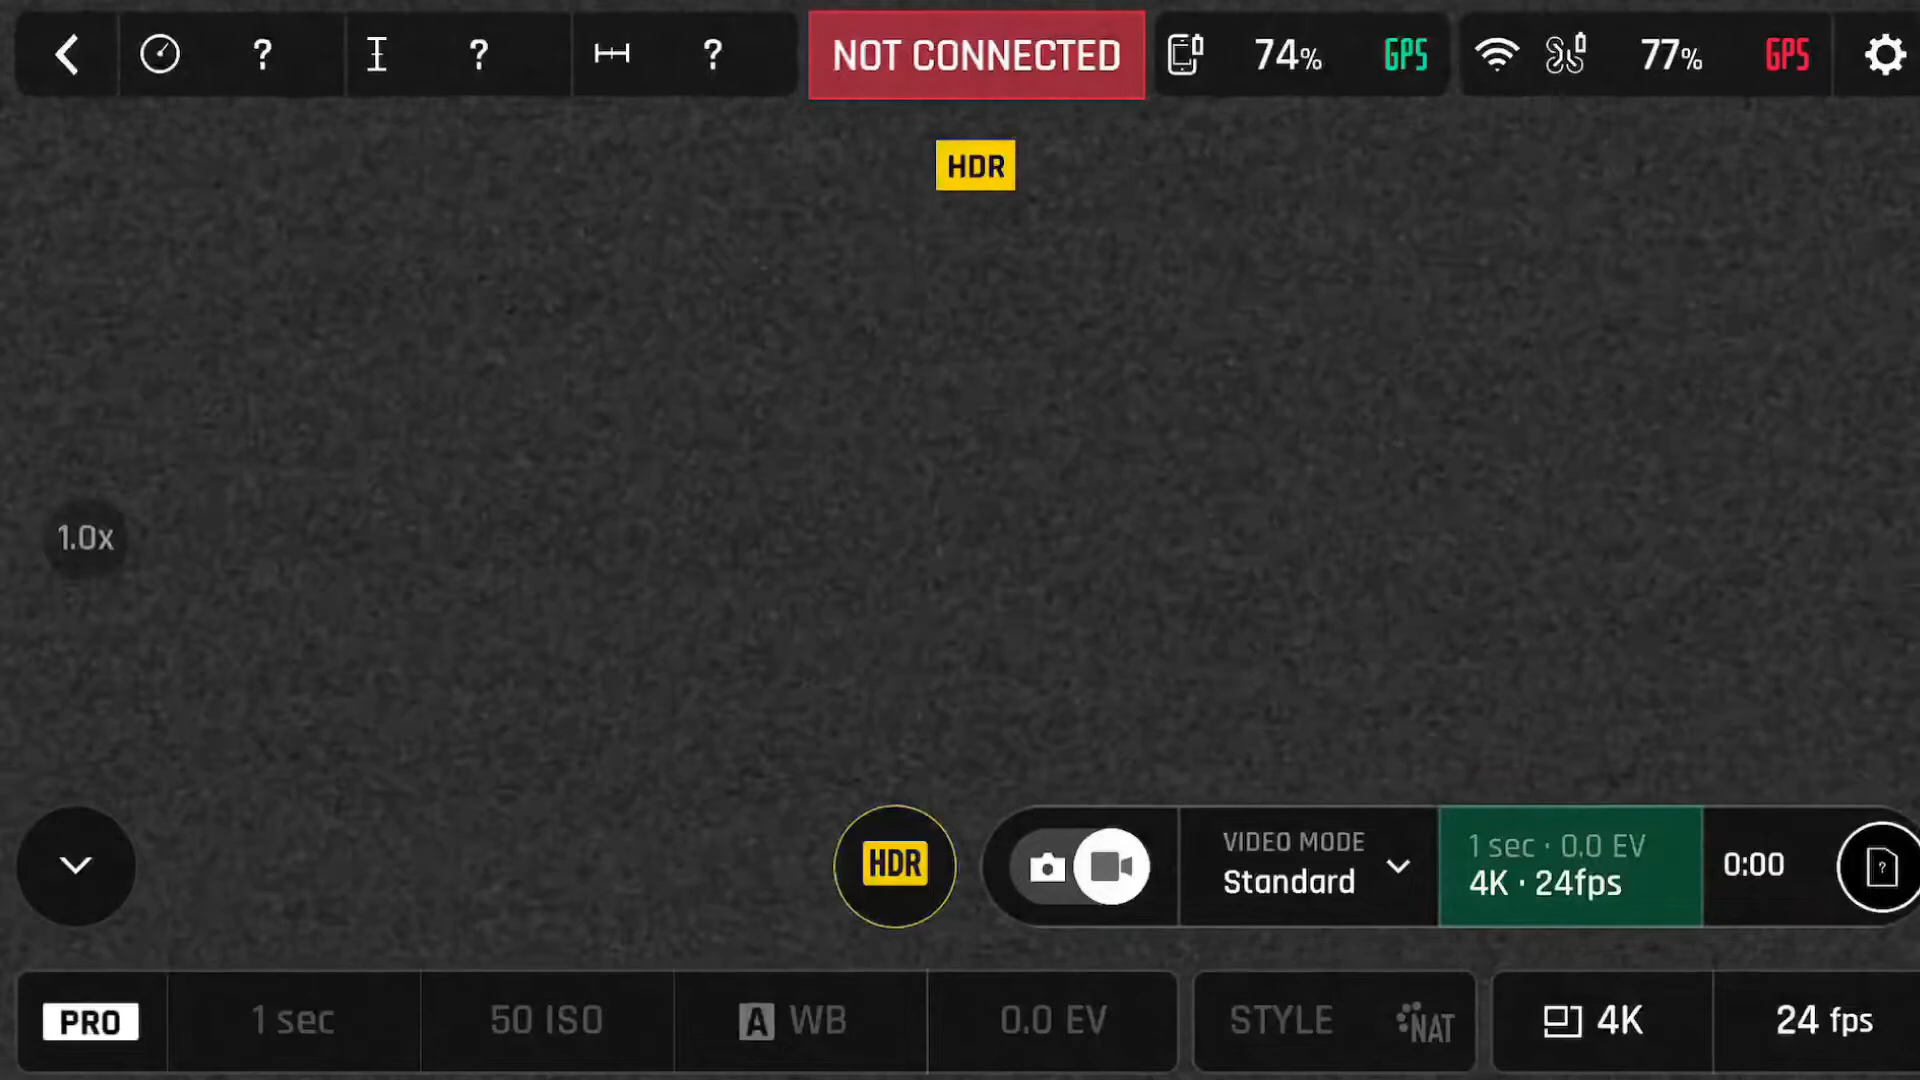 ? ? ? NOT CONNECTED 74% GPS 77% GPS
HDR
1.0x
HDR
VIDEO MODE
Standard
1 sec · 0.0 EV
4K · 24fps
0:00
?
PRO 1 sec 50 ISO A WB 0.0 EV STYLE NAT 4K 24 fps